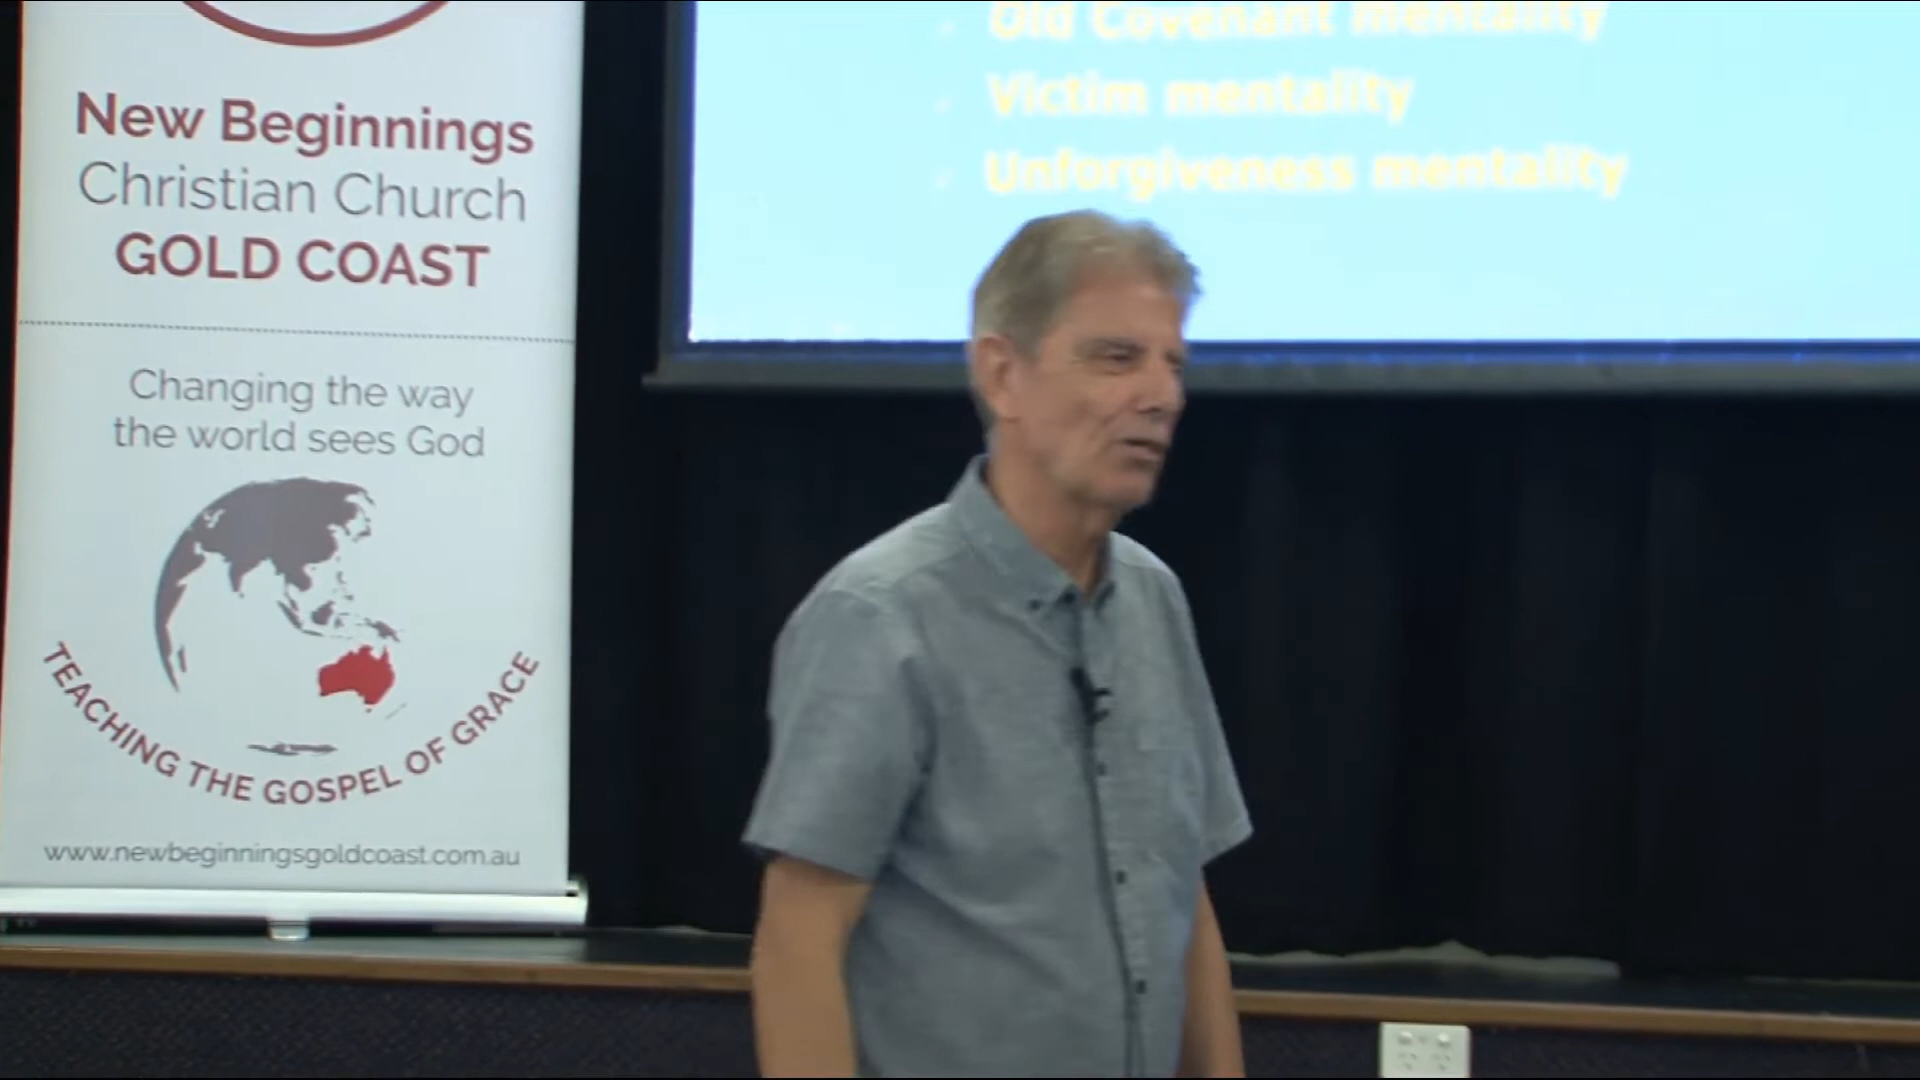 New Beginnings
Christian Church
GOLD COAST
Changing the way
the world sees God
TEACHING THE GOSPEL OF GRACE
www.newbeginningsgoldcoast.com.au
Old Covenant mentality
Victim mentality
Unforgiveness mentality